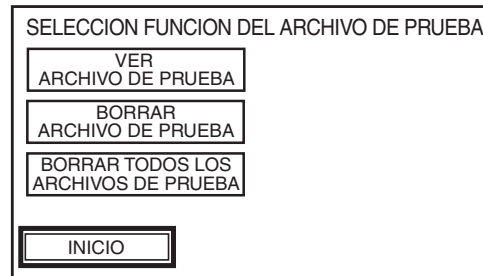 SELECCION FUNCION DEL ARCHIVO DE PRUEBA
VER
ARCHIVO DE PRUEBA
BORRAR
ARCHIVO DE PRUEBA
BORRAR TODOS LOS
ARCHIVOS DE PRUEBA
INICIO